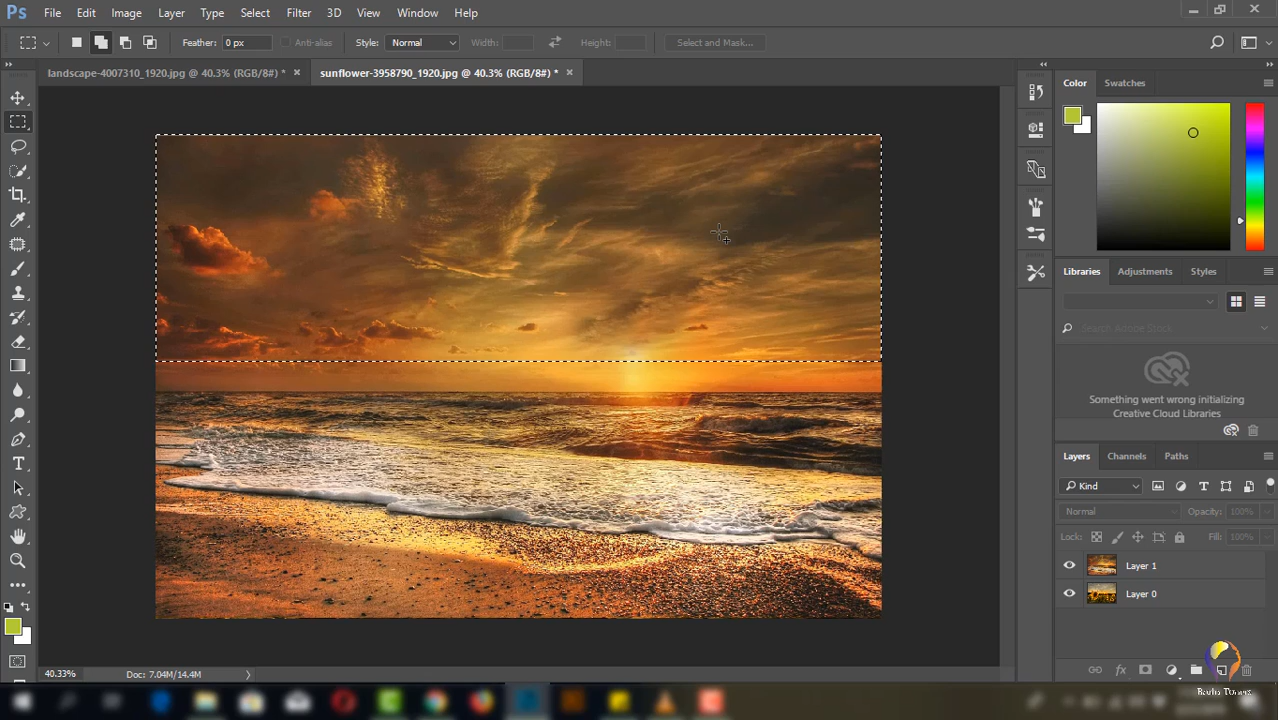 Ps File Edit Image Layer Type Select Filter 3D View Window Help
Feather: 0 px Anti-alias Style: Normal Width: Height: Select and Mask...
landscape-4007310_1920.jpg @ 40.3% (RGB/8#) * × sunflower-3958790_1920.jpg @ 40.3% (RGB/8#) * ×
Color Swatches
Libraries Adjustments Styles
Search Adobe Stock
Something went wrong initializing
Creative Cloud Libraries
Layers Channels Paths
Kind
Normal Opacity: 100%
Lock: Fill: 100%
Layer 1
Layer 0
40.33% Doc: 7.04M/14.4M